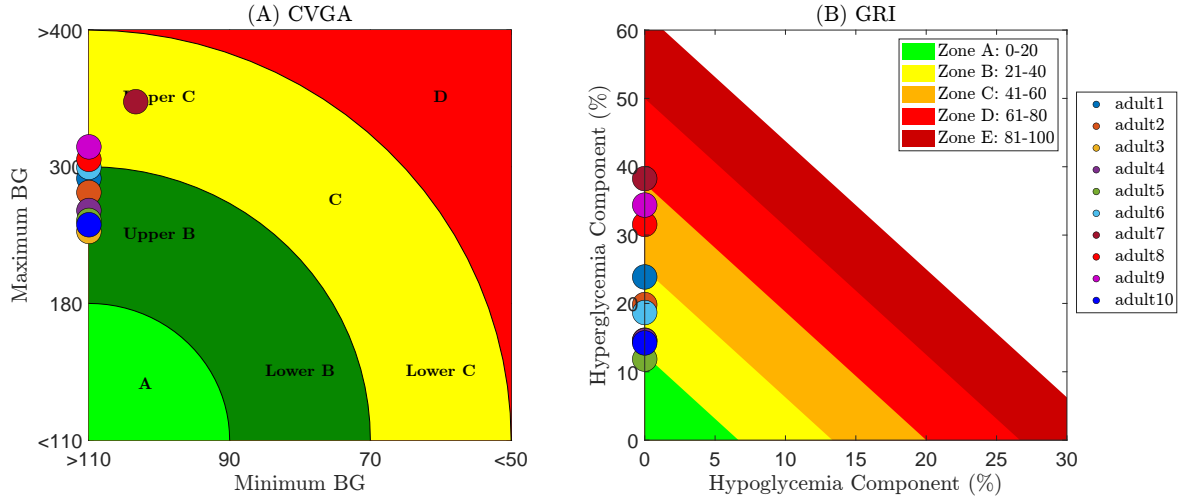 (A) CVGA
>400
300
180
<110
Maximum BG
D
C
Upper B
A
Lower B
Lower C
>110
90
70
<50
Minimum BG
(B) GRI
60
50
40
30
20
10
0
Hyperglycemia Component (%)
Zone A: 0-20
Zone B: 21-40
Zone C: 41-60
Zone D: 61-80
Zone E: 81-100
0
5
10
15
20
25
30
Hypoglycemia Component (%)
adult1
adult2
adult3
adult4
adult5
adult6
adult7
adult8
adult9
adult10